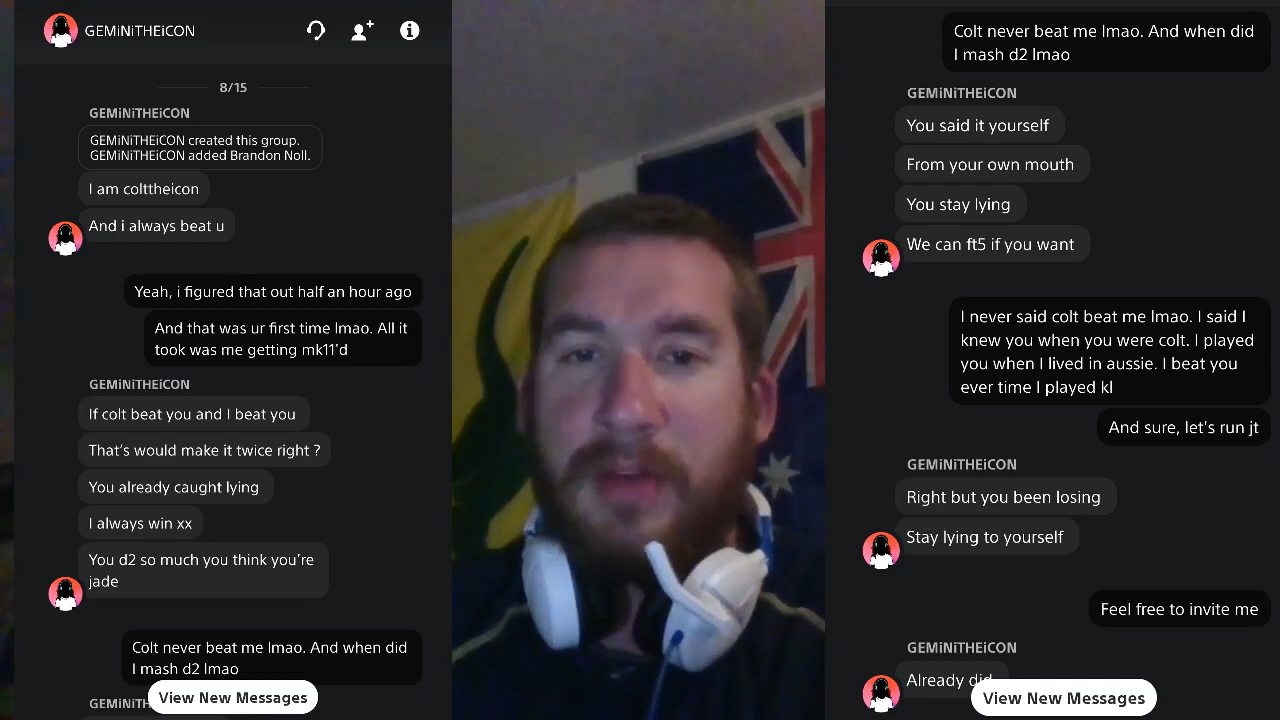 GEMiNiTHEiCON
8/15
GEMiNiTHEiCON
GEMiNiTHEiCON created this group.
GEMiNiTHEiCON added Brandon Noll.
I am colttheicon
And i always beat u
Yeah, i figured that out half an hour ago
And that was ur first time lmao. All it
took was me getting mk11'd
GEMiNiTHEiCON
If colt beat you and I beat you
That's would make it twice right ?
You already caught lying
I always win xx
You d2 so much you think you're
jade
Colt never beat me lmao. And when did
I mash d2 lmao
View New Messages
GEMiNiTH
Colt never beat me lmao. And when did
I mash d2 lmao
GEMiNiTHEiCON
You said it yourself
From your own mouth
You stay lying
We can ft5 if you want
I never said colt beat me lmao. I said I
knew you when you were colt. I played
you when I lived in aussie. I beat you
ever time I played kl
And sure, let's run jt
GEMiNiTHEiCON
Right but you been losing
Stay lying to yourself
Feel free to invite me
GEMiNiTHEiCON
Already did
View New Messages